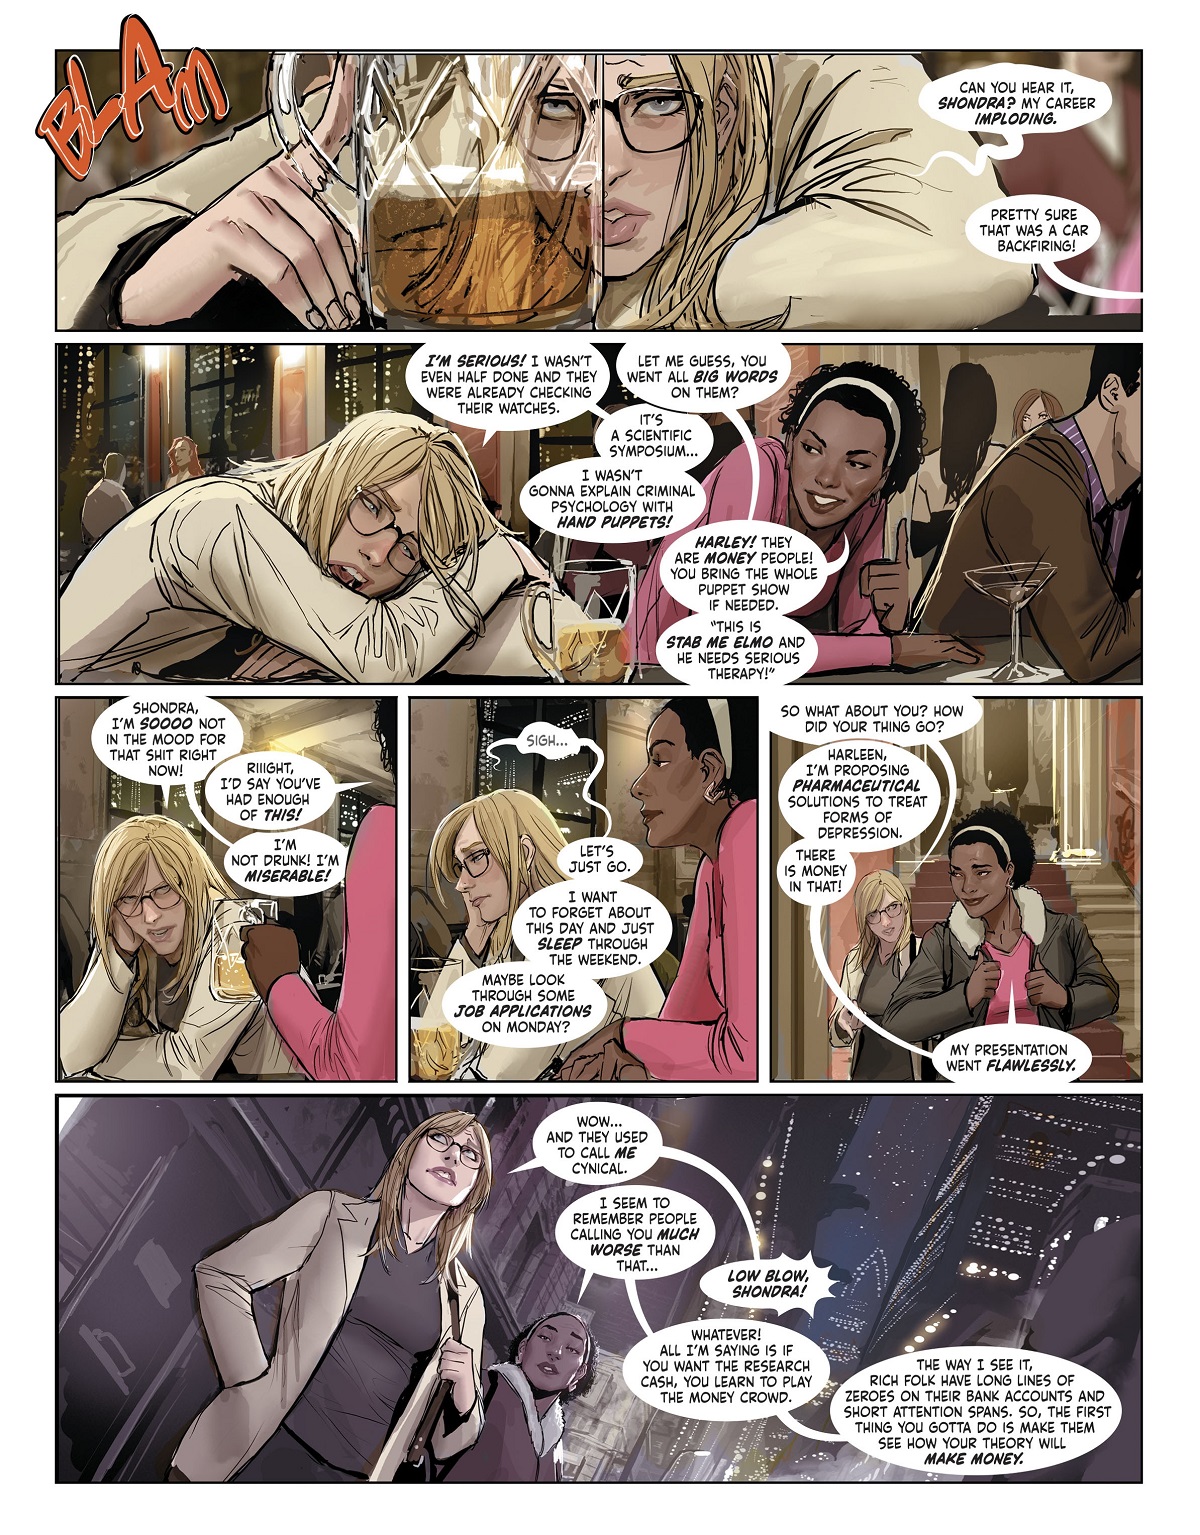 BLAM
CAN YOU HEAR IT,
SHONDRA? MY CAREER
IMPLODING.
PRETTY SURE
THAT WAS A CAR
BACKFIRING!
I'M SERIOUS! I WASN'T
EVEN HALF DONE AND THEY
WERE ALREADY CHECKING
THEIR WATCHES.
LET ME GUESS, YOU
WENT ALL BIG WORDS
ON THEM?
IT'S
A SCIENTIFIC
SYMPOSIUM...
I WASN'T
GONNA EXPLAIN CRIMINAL
PSYCHOLOGY WITH
HAND PUPPETS!
HARLEY! THEY
ARE MONEY PEOPLE!
YOU BRING THE WHOLE
PUPPET SHOW
IF NEEDED.
"THIS IS
STAB ME ELMO AND
HE NEEDS SERIOUS
THERAPY!"
SHONDRA,
I'M SOOOO NOT
IN THE MOOD FOR
THAT SHIT RIGHT
NOW!
RIIIGHT,
I'D SAY YOU'VE
HAD ENOUGH
OF THIS!
I'M
NOT DRUNK! I'M
MISERABLE!
SIGH...
LET'S
JUST GO.
I WANT
TO FORGET ABOUT
THIS DAY AND JUST
SLEEP THROUGH
THE WEEKEND.
MAYBE LOOK
THROUGH SOME
JOB APPLICATIONS
ON MONDAY?
SO WHAT ABOUT YOU? HOW
DID YOUR THING GO?
HARLEEN,
I'M PROPOSING
PHARMACEUTICAL
SOLUTIONS TO TREAT
FORMS OF
DEPRESSION.
THERE
IS MONEY
IN THAT!
MY PRESENTATION
WENT FLAWLESSLY.
WOW...
AND THEY USED
TO CALL ME
CYNICAL.
I SEEM TO
REMEMBER PEOPLE
CALLING YOU MUCH
WORSE THAN
THAT...
LOW BLOW,
SHONDRA!
WHATEVER!
ALL I'M SAYING IS IF
YOU WANT THE RESEARCH
CASH, YOU LEARN TO PLAY
THE MONEY CROWD.
THE WAY I SEE IT,
RICH FOLK HAVE LONG LINES OF
ZEROES ON THEIR BANK ACCOUNTS AND
SHORT ATTENTION SPANS. SO, THE FIRST
THING YOU GOTTA DO IS MAKE THEM
SEE HOW YOUR THEORY WILL
MAKE MONEY.